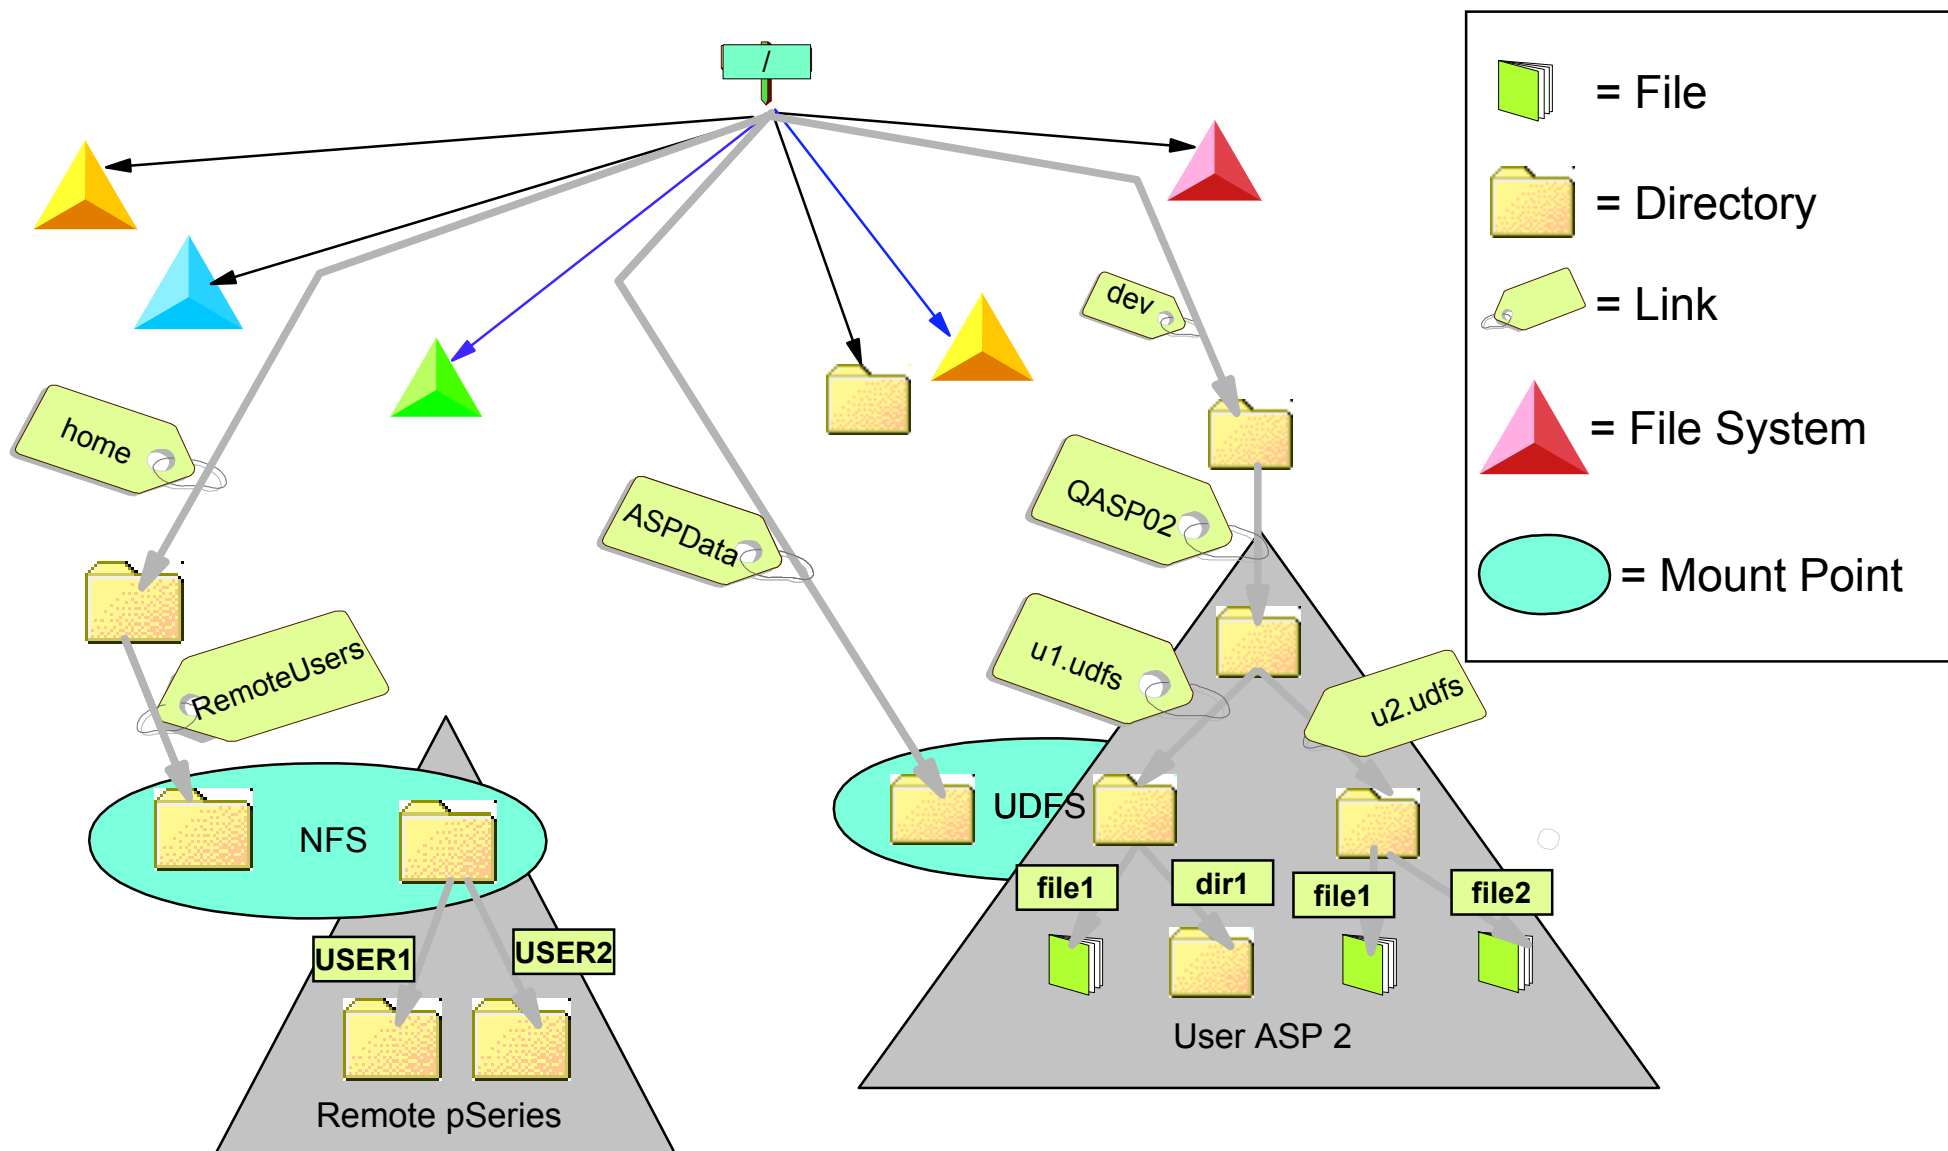 /
= File
= Directory
= Link
= File System
= Mount Point
dev
home
QASP02
ASPData
u1.udfs
RemoteUsers
u2.udfs
UDFS
NFS
file1
dir1
file1
file2
USER1
USER2
User ASP 2
Remote pSeries